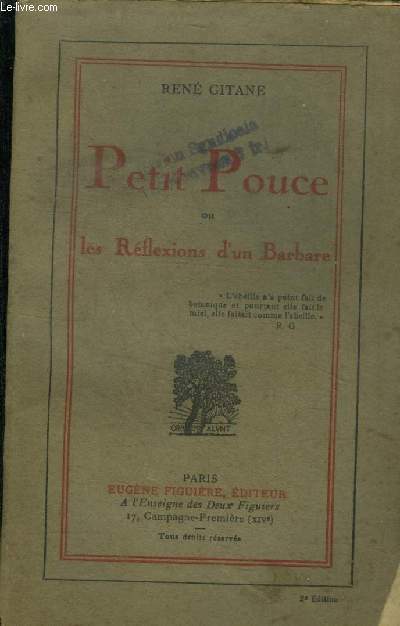 Le-livre.com
RENÉ GITANE
Petit Pouce
ou
les Réflexions d'un Barbare
« L'abeille n'a point fait de
botanique et pourtant elle fait le
miel, elle faisait comme l'abeille. »
R. G.
PARIS
EUGÈNE FIGUIÈRE, ÉDITEUR
A l'Enseigne des Deux Figuiers
17, Campagne-Première (XIVe)
Tous droits réservés
2e Edition